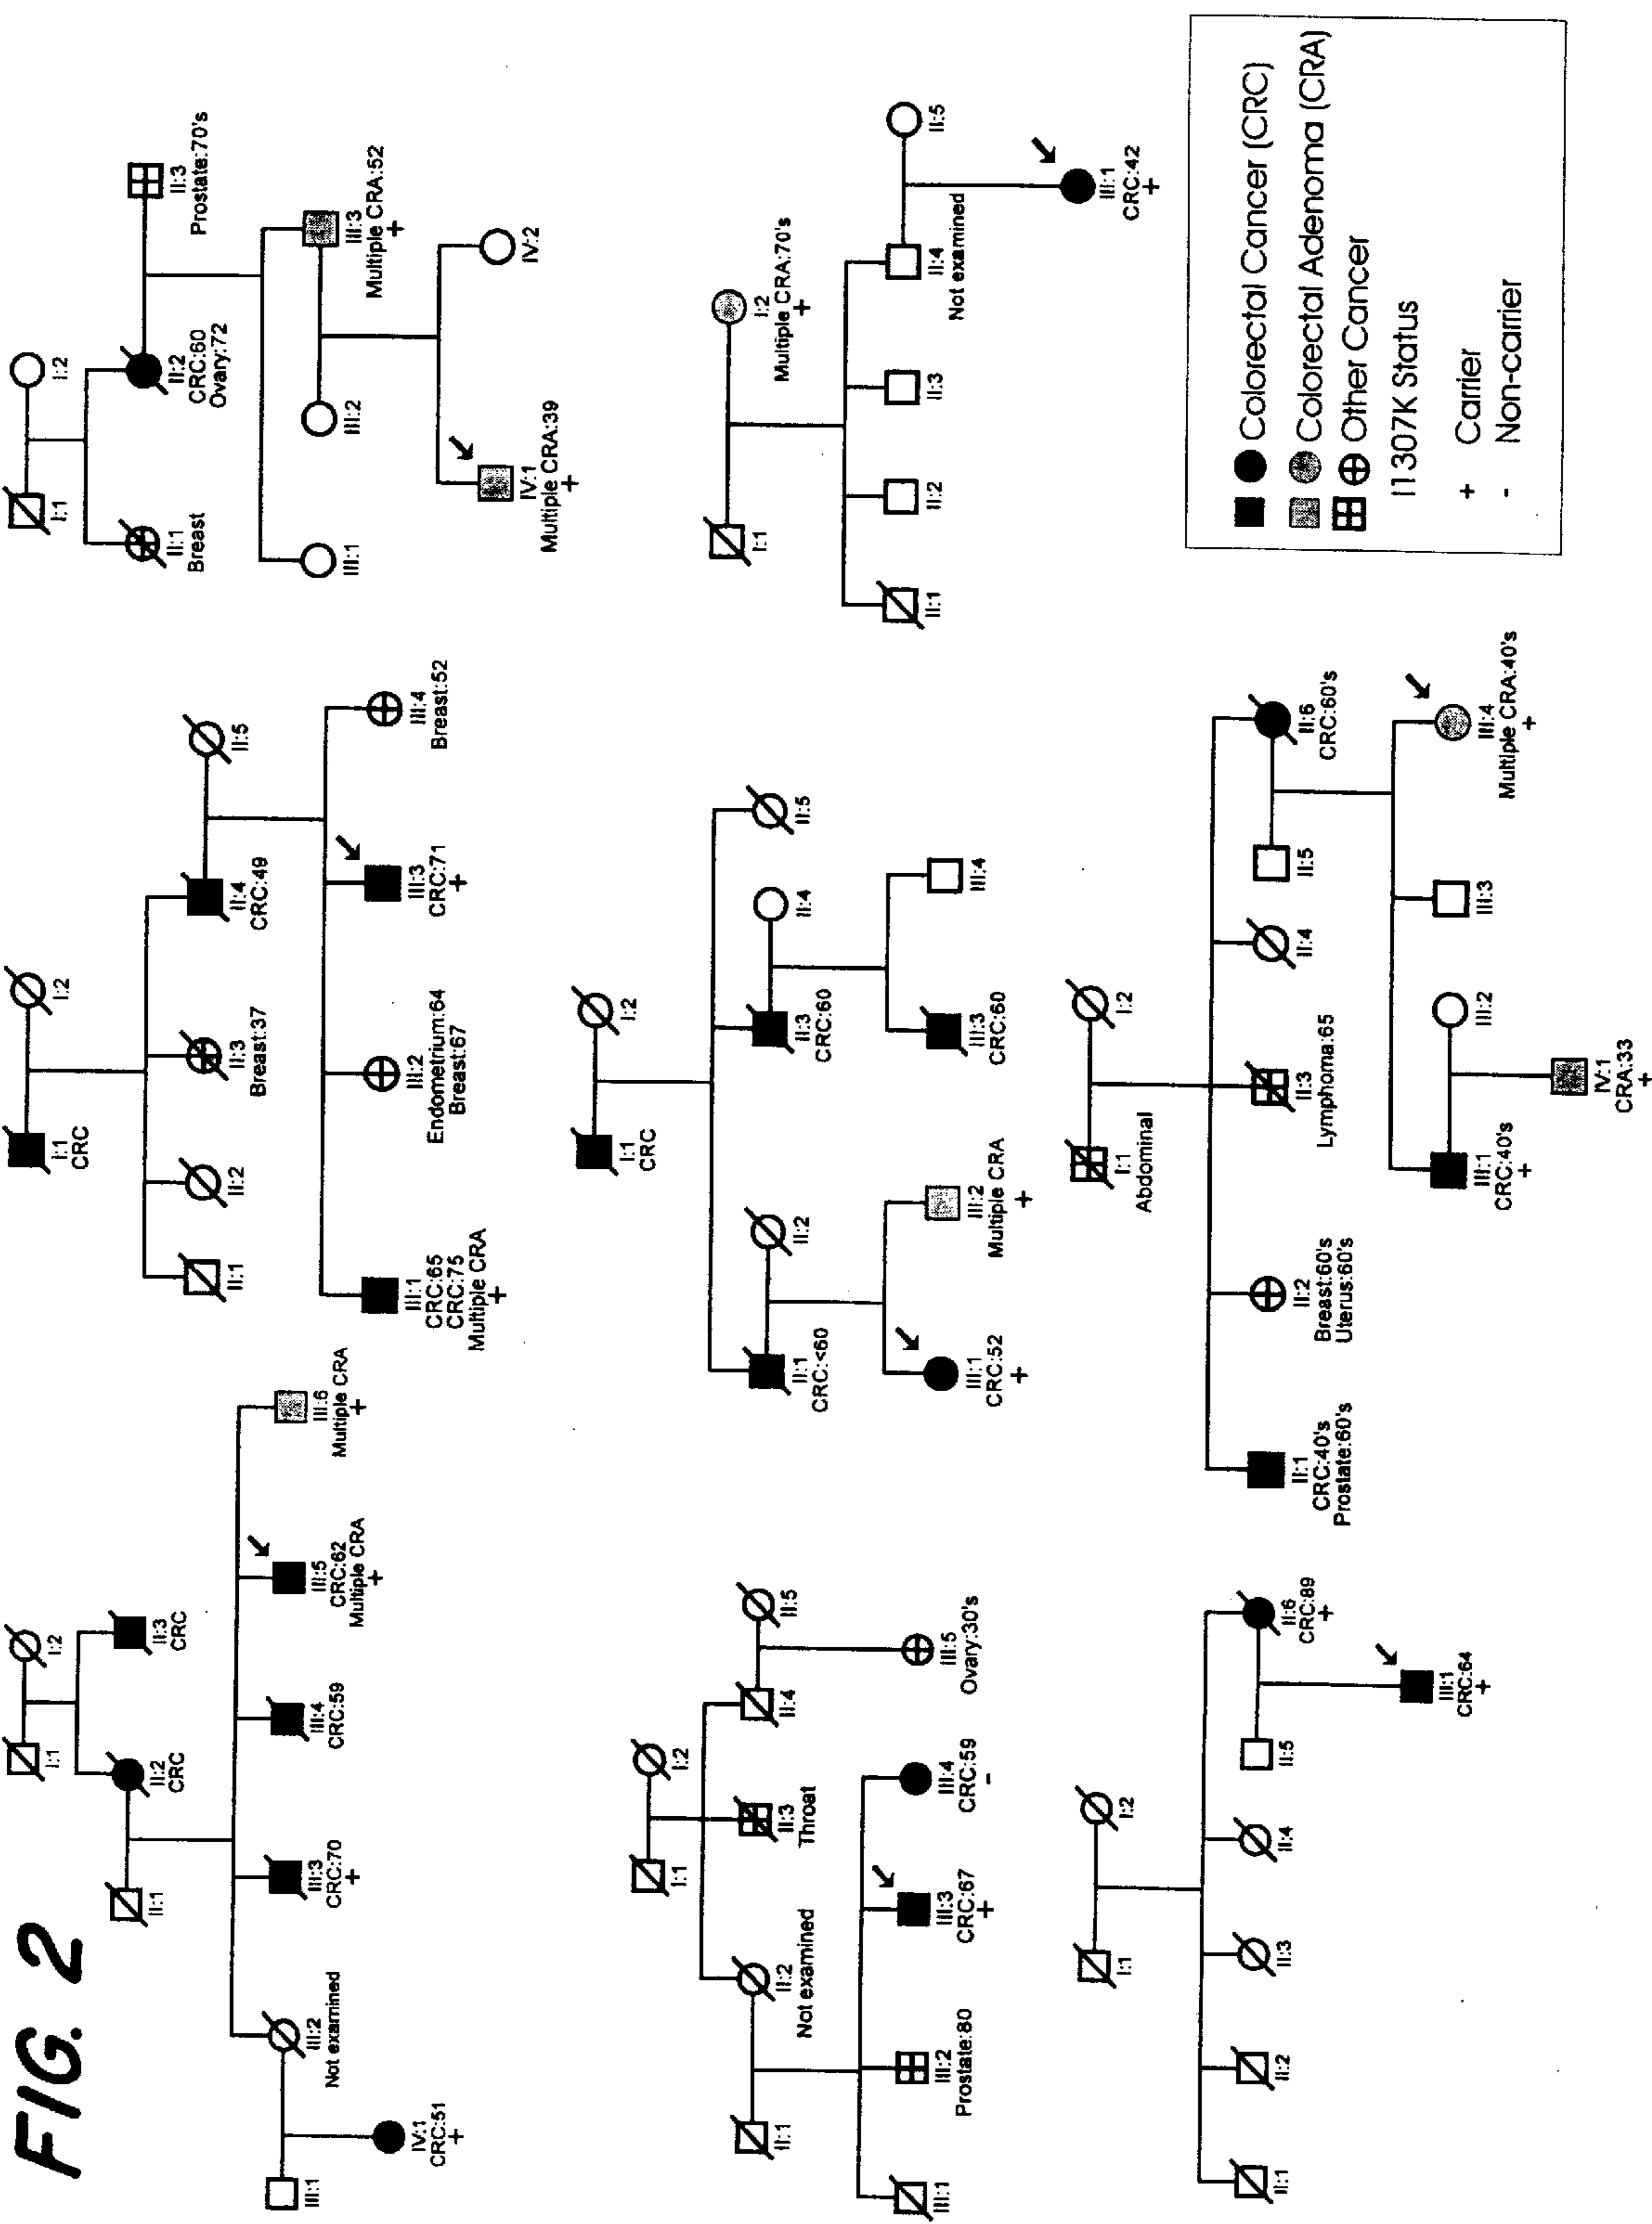 FIG. 2
I:1
I:2
II:1
II:2
CRC
II:3
CRC
III:1
III:2
Not examined
III:3
CRC:70
+
III:4
CRC:59
III:5
CRC:62
Multiple CRA
+
III:6
Multiple CRA
+
IV:1
CRC:51
+
I:1
CRC
I:2
II:1
II:2
II:3
Breast:37
II:4
CRC:49
II:5
III:1
CRC:65
CRC:75
Multiple CRA
+
III:2
Endometrium:64
Breast:67
III:3
CRC:71
+
III:4
Breast:52
I:1
I:2
II:1
Breast
II:2
CRC:60
Ovary:72
II:3
Prostate:70's
III:1
III:2
III:3
Multiple CRA:52
+
IV:1
Multiple CRA:39
+
IV:2
I:1
I:2
II:1
II:2
Not examined
II:3
Throat
II:4
II:5
III:1
III:2
Prostate:80
III:3
CRC:67
+
III:4
CRC:59
-
III:5
Ovary:30's
I:1
CRC
I:2
II:1
CRC:<60
II:2
II:3
CRC:60
II:4
II:5
III:1
CRC:52
+
III:2
Multiple CRA
+
III:3
CRC:60
III:4
I:1
I:2
Multiple CRA:70's
+
II:1
II:2
II:3
II:4
Not examined
II:5
III:1
CRC:42
+
I:1
I:2
II:1
II:2
II:3
II:4
II:5
II:6
CRC:89
+
III:1
CRC:64
+
I:1
Abdominal
I:2
II:1
CRC:40's
Prostate:60's
II:2
Breast:60's
Uterus:60's
II:3
Lymphoma:65
II:4
II:5
II:6
CRC:60's
III:1
CRC:40's
+
III:2
III:3
III:4
Multiple CRA:40's
+
IV:1
CRA:33
+
Colorectal Cancer (CRC)
Colorectal Adenoma (CRA)
Other Cancer
I1307K Status
+ Carrier
- Non-carrier